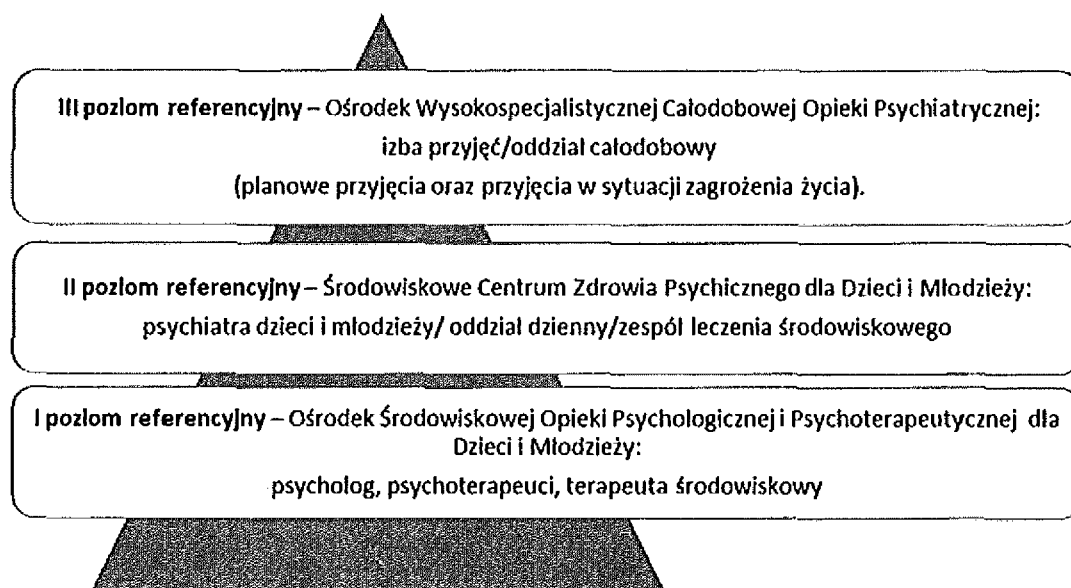 III poziom referencyjny – Ośrodek Wysokospecjalistycznej Całodobowej Opieki Psychiatrycznej:
izba przyjęć/oddział całodobowy
(planowe przyjęcia oraz przyjęcia w sytuacji zagrożenia życia).
II poziom referencyjny – Środowiskowe Centrum Zdrowia Psychicznego dla Dzieci i Młodzieży:
psychiatra dzieci i młodzieży/ oddział dzienny/zespół leczenia środowiskowego
I poziom referencyjny – Ośrodek Środowiskowej Opieki Psychologicznej i Psychoterapeutycznej dla
Dzieci i Młodzieży:
psycholog, psychoterapeuci, terapeuta środowiskowy